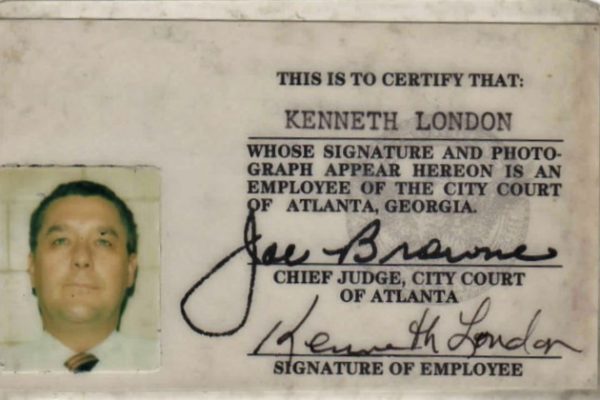 THIS IS TO CERTIFY THAT:
KENNETH LONDON
WHOSE SIGNATURE AND PHOTO-
GRAPH APPEAR HEREON IS AN
EMPLOYEE OF THE CITY COURT
OF ATLANTA, GEORGIA.
Joe Browne
CHIEF JUDGE, CITY COURT
OF ATLANTA
Kenneth London
SIGNATURE OF EMPLOYEE